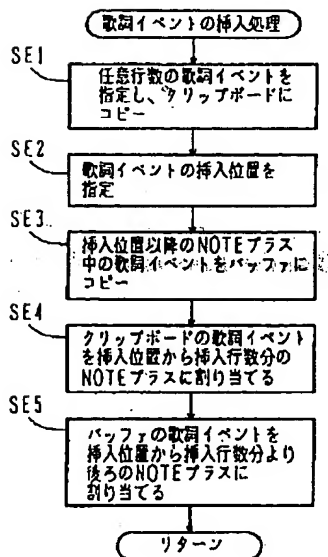 歌詞イベントの挿入処理
SE1
任意行数の歌詞イベントを
指定し、クリップボードに
コピー
SE2
歌詞イベントの挿入位置を
指定
SE3
挿入位置以降のNOTEプラス
中の歌詞イベントをバッファに
コピー
SE4
クリップボードの歌詞イベント
を挿入位置から挿入行数分の
NOTEプラスに割り当てる
SE5
バッファの歌詞イベントを
挿入位置から挿入行数分より
後ろのNOTEプラスに
割り当てる
リターン